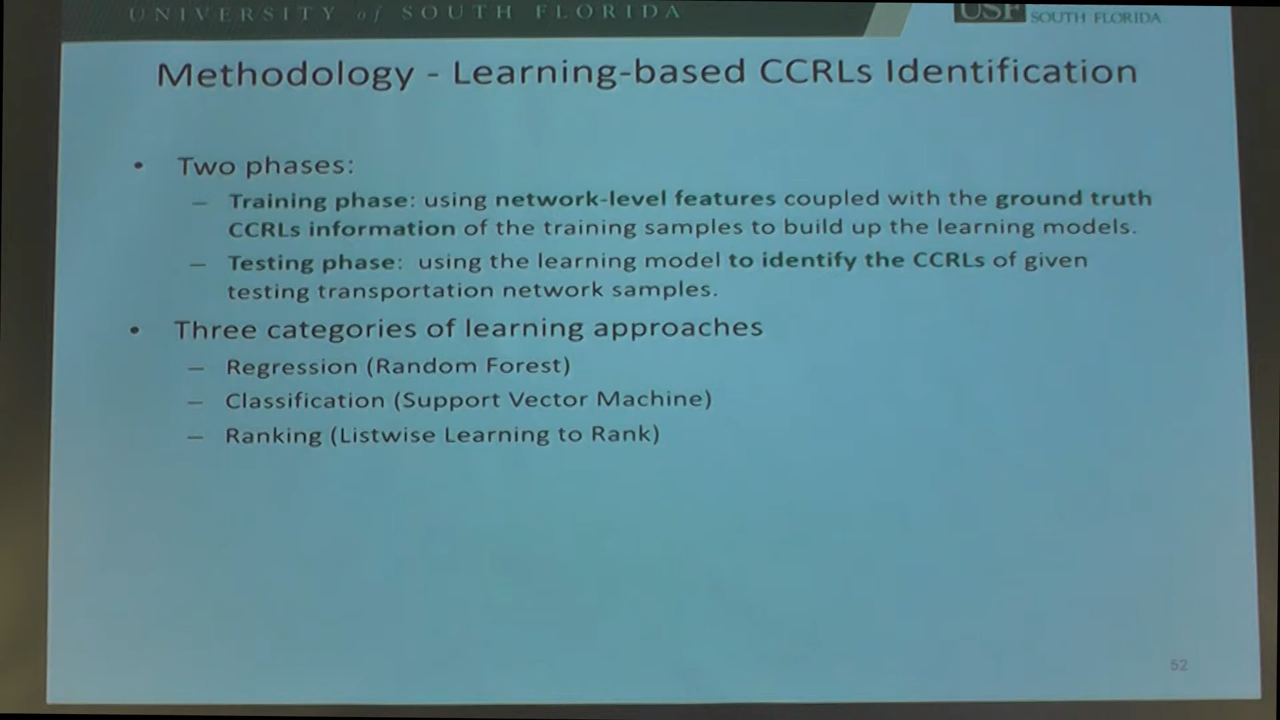 UNIVERSITY of SOUTH FLORIDA
USF SOUTH FLORIDA
Methodology - Learning-based CCRLs Identification
• Two phases:
– Training phase: using network-level features coupled with the ground truth
CCRLs information of the training samples to build up the learning models.
– Testing phase: using the learning model to identify the CCRLs of given
testing transportation network samples.
• Three categories of learning approaches
– Regression (Random Forest)
– Classification (Support Vector Machine)
– Ranking (Listwise Learning to Rank)
52